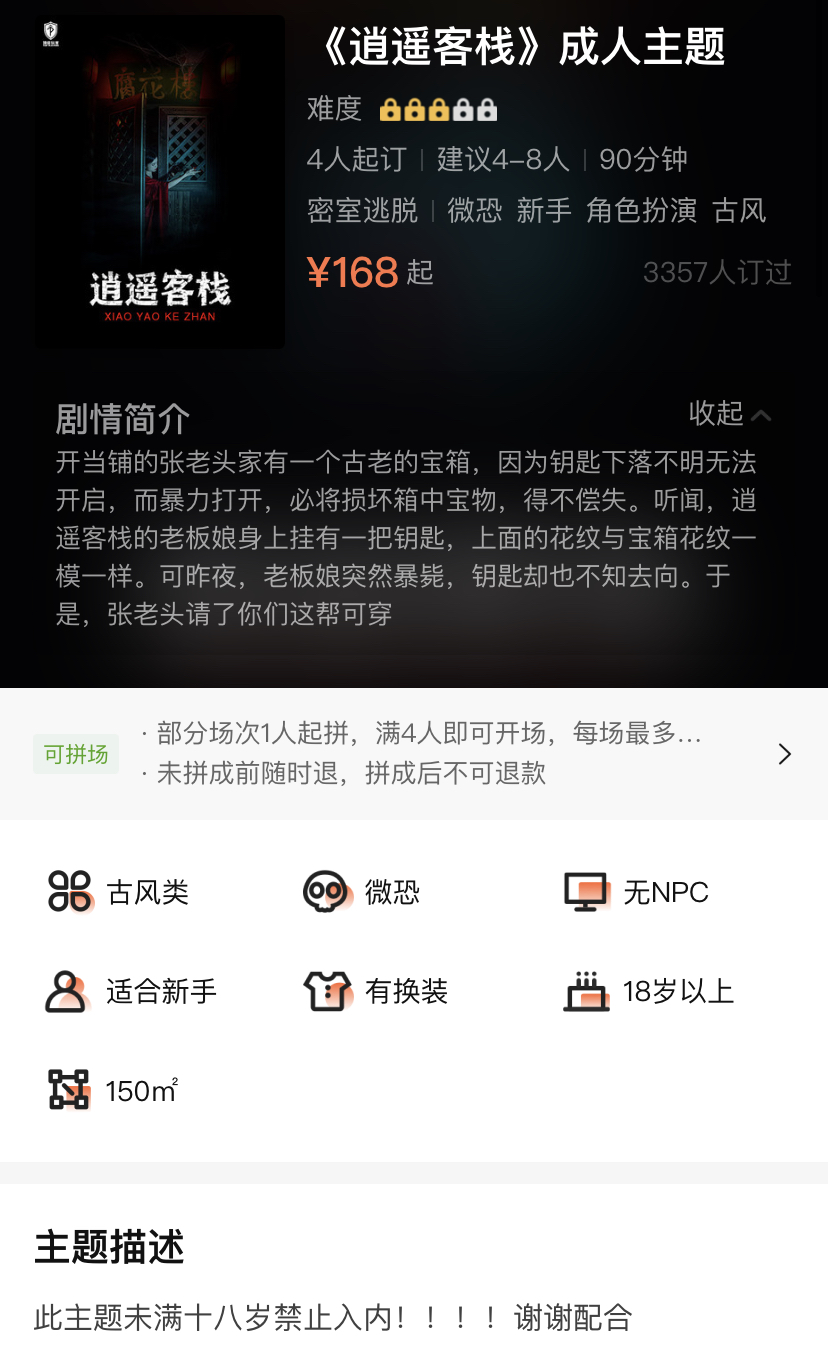 《逍遥客栈》成人主题
难度
4人起订 | 建议4-8人 | 90分钟
密室逃脱 | 微恐 新手 角色扮演 古风
¥168 起
3357人订过
逍遥客栈
XIAO YAO KE ZHAN
剧情简介
收起
开当铺的张老头家有一个古老的宝箱，因为钥匙下落不明无法
开启，而暴力打开，必将损坏箱中宝物，得不偿失。听闻，逍
遥客栈的老板娘身上挂有一把钥匙，上面的花纹与宝箱花纹一
模一样。可昨夜，老板娘突然暴毙，钥匙却也不知去向。于
是，张老头请了你们这帮可穿
可拼场
· 部分场次1人起拼，满4人即可开场，每场最多...
· 未拼成前随时退，拼成后不可退款
古风类
微恐
无NPC
适合新手
有换装
18岁以上
150㎡
主题描述
此主题未满十八岁禁止入内！！！！谢谢配合